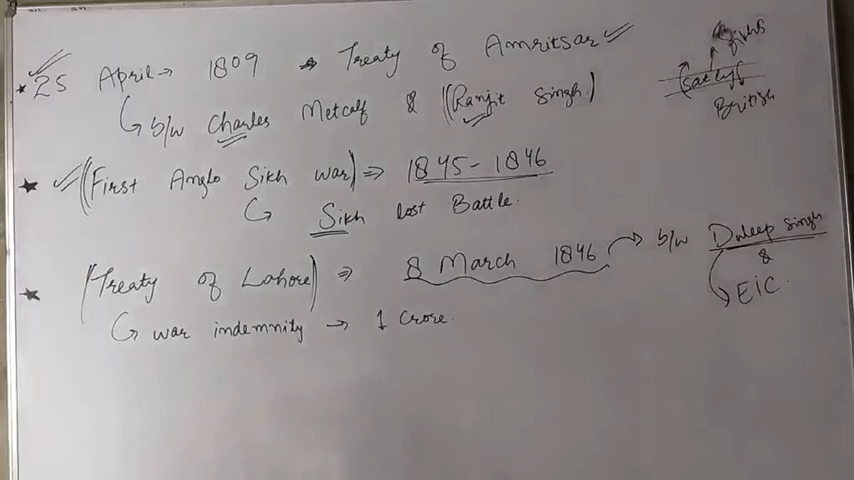 25 April → 1809 → Treaty of Amritsar
b/w Charles Metcalf & (Ranjit Singh)
Sikhs
Satluj
British
(First Anglo Sikh war) ⇒ 1845-1846
Sikh lost Battle.
(Treaty of Lahore) ⇒ 8 March 1846 → b/w Duleep Singh
&
EIC
war indemnity → 1 Crore.